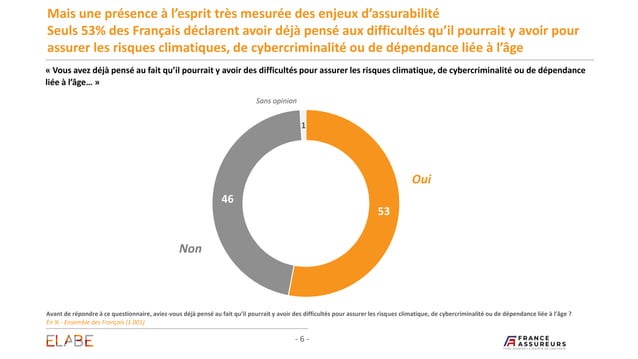 Mais une présence à l’esprit très mesurée des enjeux d’assurabilité
Seuls 53% des Français déclarent avoir déjà pensé aux difficultés qu’il pourrait y avoir pour
assurer les risques climatiques, de cybercriminalité ou de dépendance liée à l’âge
« Vous avez déjà pensé au fait qu’il pourrait y avoir des difficultés pour assurer les risques climatique, de cybercriminalité ou de dépendance
liée à l’âge… »
Sans opinion
1
Oui
46
53
Non
Avant de répondre à ce questionnaire, aviez-vous déjà pensé au fait qu’il pourrait y avoir des difficultés pour assurer les risques climatique, de cybercriminalité ou de dépendance liée à l’âge ?
En % - Ensemble des Français (1 001)
ELABE
- 6 -
FRANCE
ASSUREURS